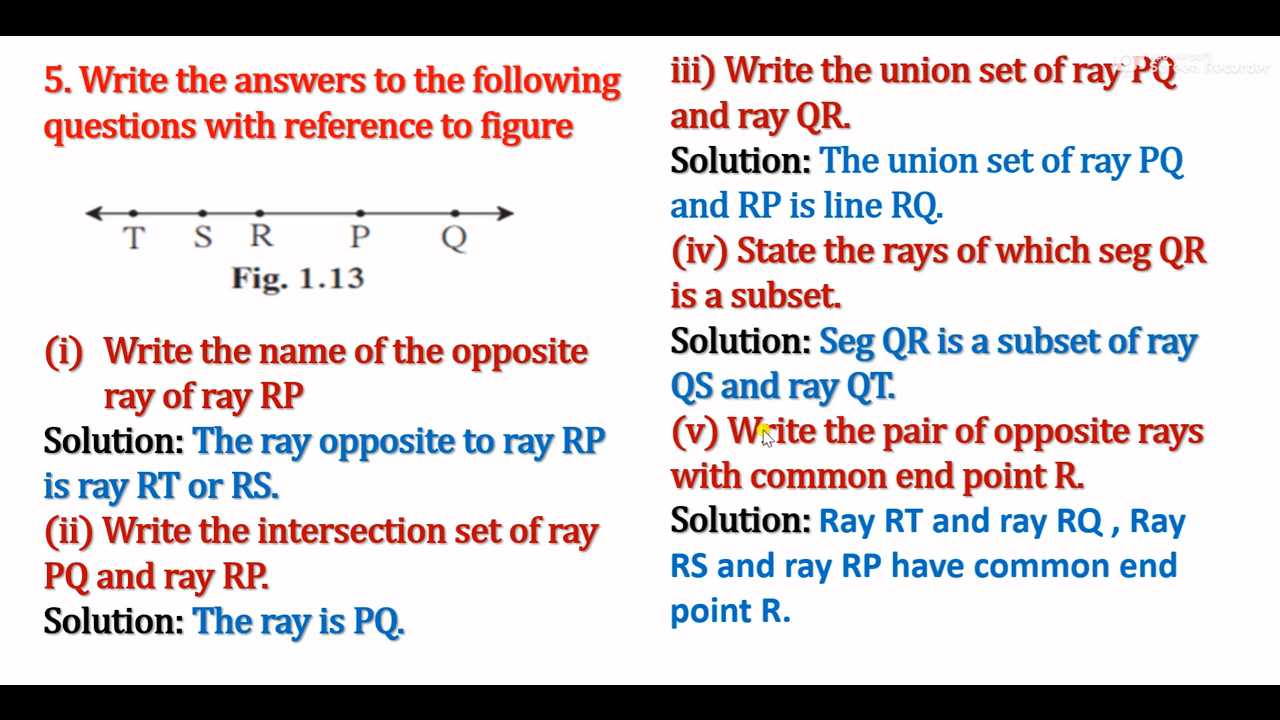 5. Write the answers to the following
questions with reference to figure
T S R P Q
Fig. 1.13
(i) Write the name of the opposite
ray of ray RP
Solution: The ray opposite to ray RP
is ray RT or RS.
(ii) Write the intersection set of ray
PQ and ray RP.
Solution: The ray is PQ.
iii) Write the union set of ray PQ
and ray QR.
Solution: The union set of ray PQ
and RP is line RQ.
(iv) State the rays of which seg QR
is a subset.
Solution: Seg QR is a subset of ray
QS and ray QT.
(v) Write the pair of opposite rays
with common end point R.
Solution: Ray RT and ray RQ , Ray
RS and ray RP have common end
point R.
Screen Recorder